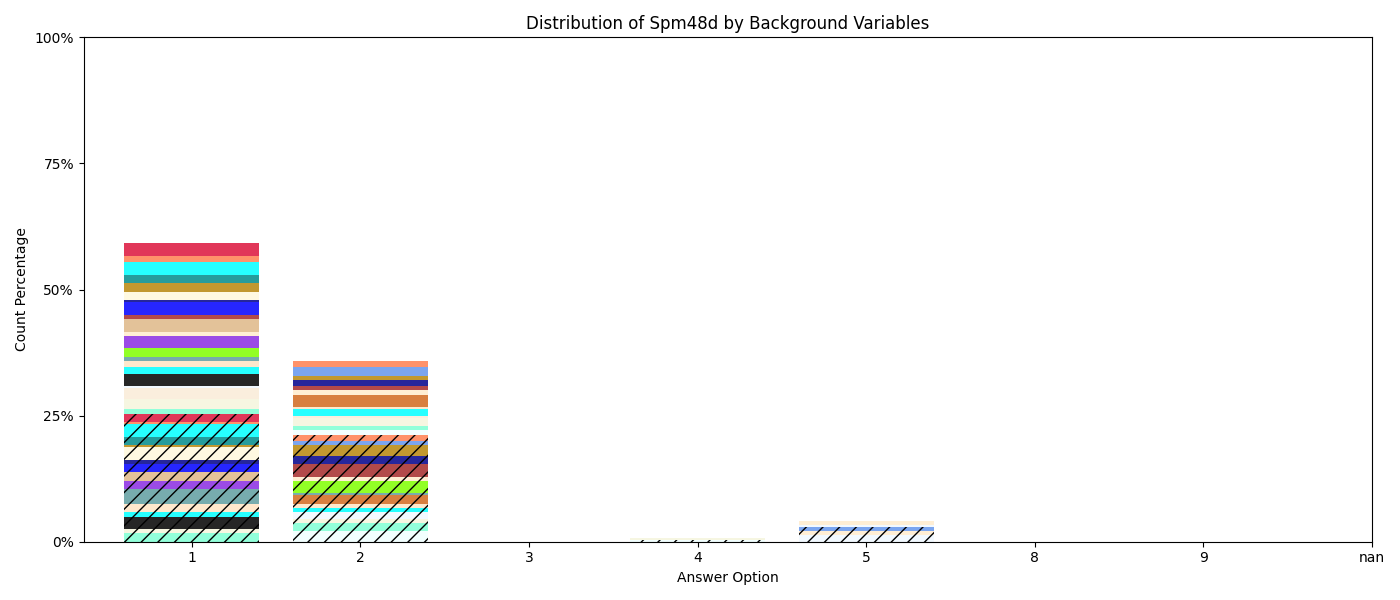 Distribution of Spm48d by Background Variables
100%
75%
50%
25%
0%
Count Percentage
1 2 3 4 5 8 9 nan
Answer Option